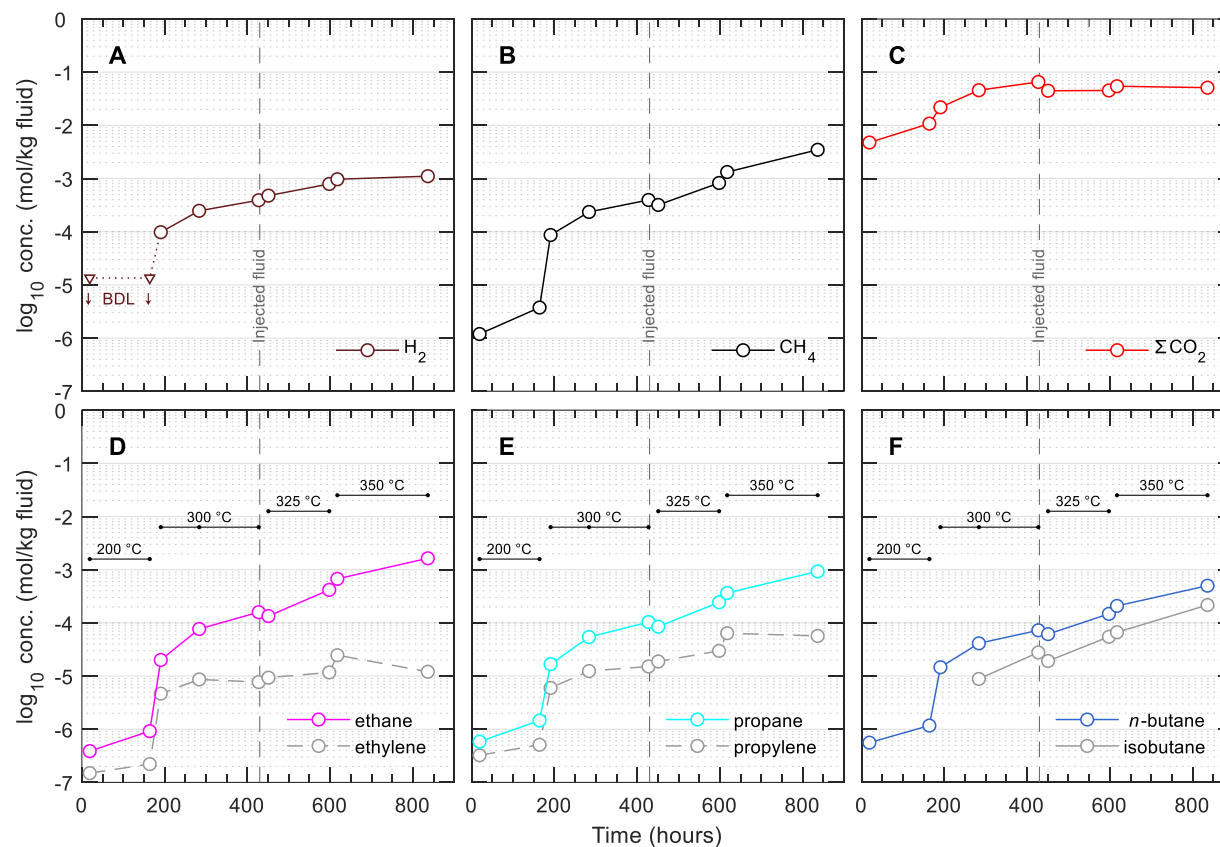 A
B
C
0
-1
-2
-3
-4
-5
-6
-7
log10 conc. (mol/kg fluid)
↓ BDL ↓
Injected fluid
Injected fluid
Injected fluid
H2
CH4
ΣCO2
D
E
F
0
-1
-2
-3
-4
-5
-6
-7
log10 conc. (mol/kg fluid)
200 °C
300 °C
325 °C
350 °C
200 °C
300 °C
325 °C
350 °C
200 °C
300 °C
325 °C
350 °C
ethane
ethylene
propane
propylene
n-butane
isobutane
0 200 400 600 800
0 200 400 600 800
0 200 400 600 800
Time (hours)